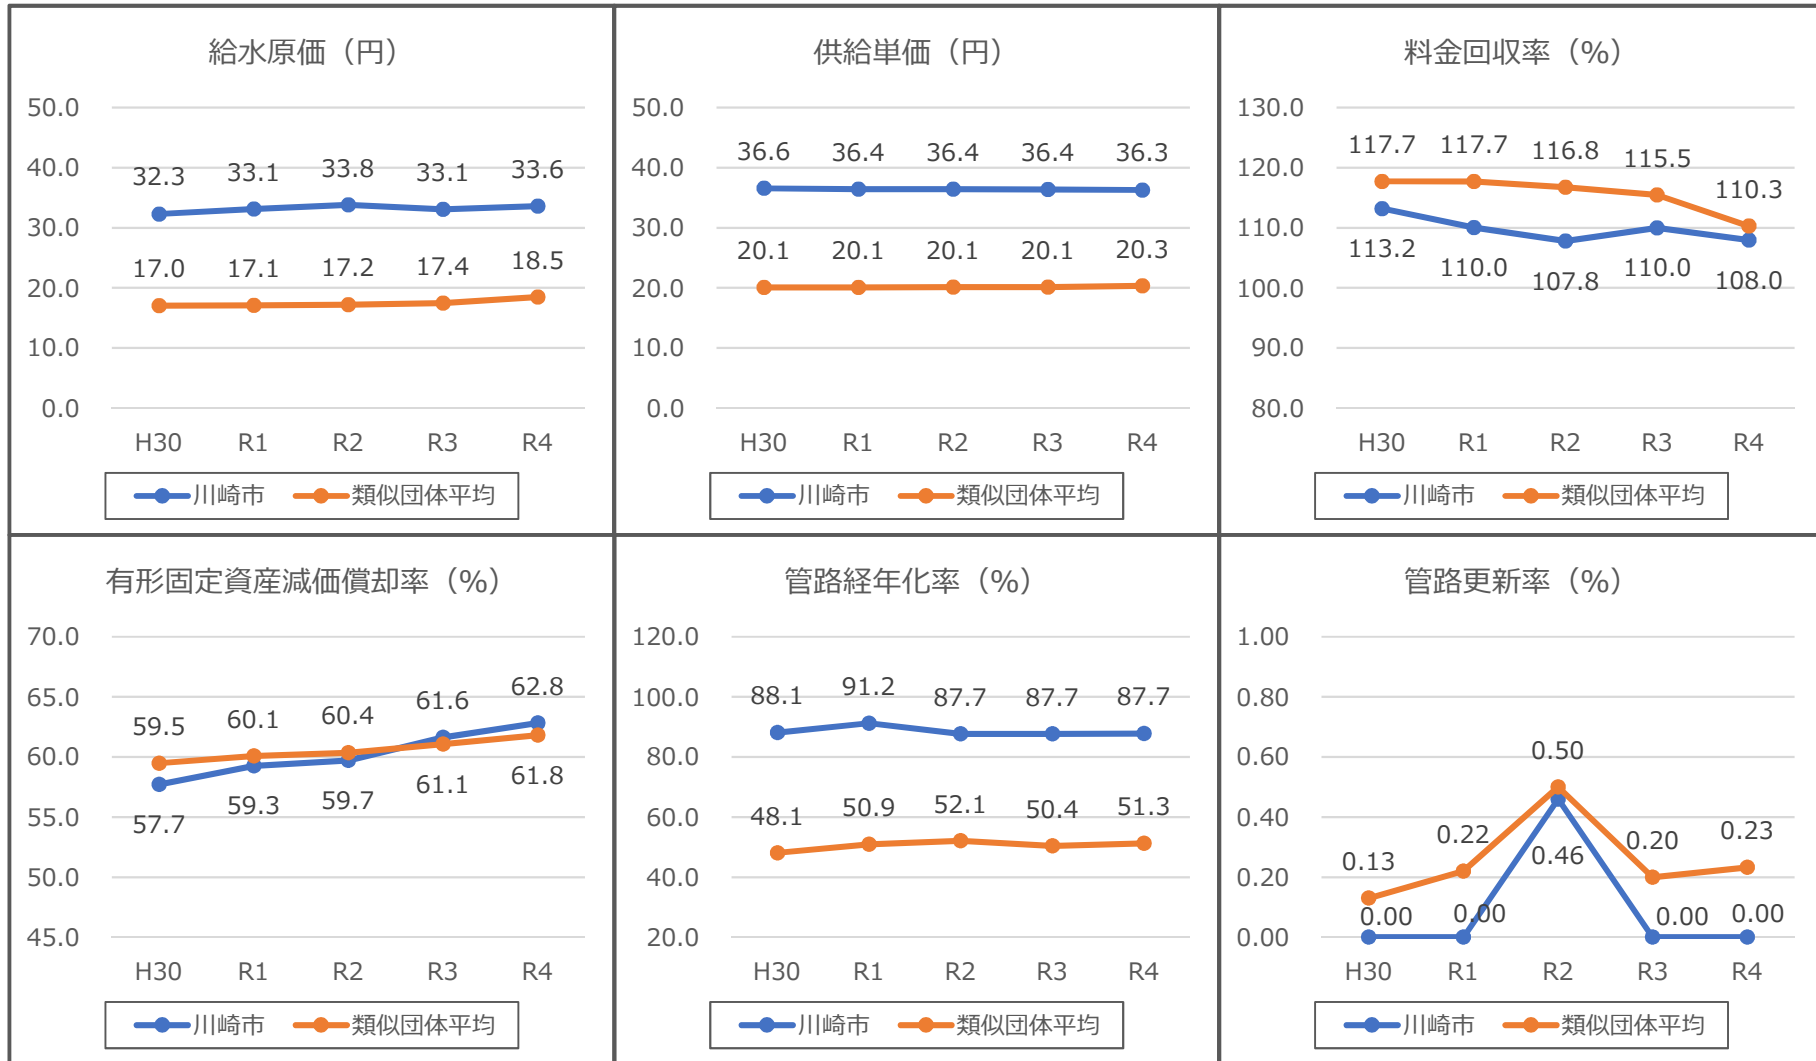 給水原価（円）
50.0
40.0
30.0
20.0
10.0
0.0
32.3 33.1 33.8 33.1 33.6
17.0 17.1 17.2 17.4 18.5
H30 R1 R2 R3 R4
川崎市 類似団体平均
供給単価（円）
50.0
40.0
30.0
20.0
10.0
0.0
36.6 36.4 36.4 36.4 36.3
20.1 20.1 20.1 20.1 20.3
H30 R1 R2 R3 R4
川崎市 類似団体平均
料金回収率（%）
130.0
120.0
110.0
100.0
90.0
80.0
117.7 117.7 116.8 115.5 110.3
113.2 110.0 107.8 110.0 108.0
H30 R1 R2 R3 R4
川崎市 類似団体平均
有形固定資産減価償却率（%）
70.0
65.0
60.0
55.0
50.0
45.0
59.5 60.1 60.4 61.6 62.8
57.7 59.3 59.7 61.1 61.8
H30 R1 R2 R3 R4
川崎市 類似団体平均
管路経年化率（%）
120.0
100.0
80.0
60.0
40.0
20.0
88.1 91.2 87.7 87.7 87.7
48.1 50.9 52.1 50.4 51.3
H30 R1 R2 R3 R4
川崎市 類似団体平均
管路更新率（%）
1.00
0.80
0.60
0.40
0.20
0.00
0.13 0.22 0.50 0.20 0.23
0.00 0.00 0.46 0.00 0.00
H30 R1 R2 R3 R4
川崎市 類似団体平均